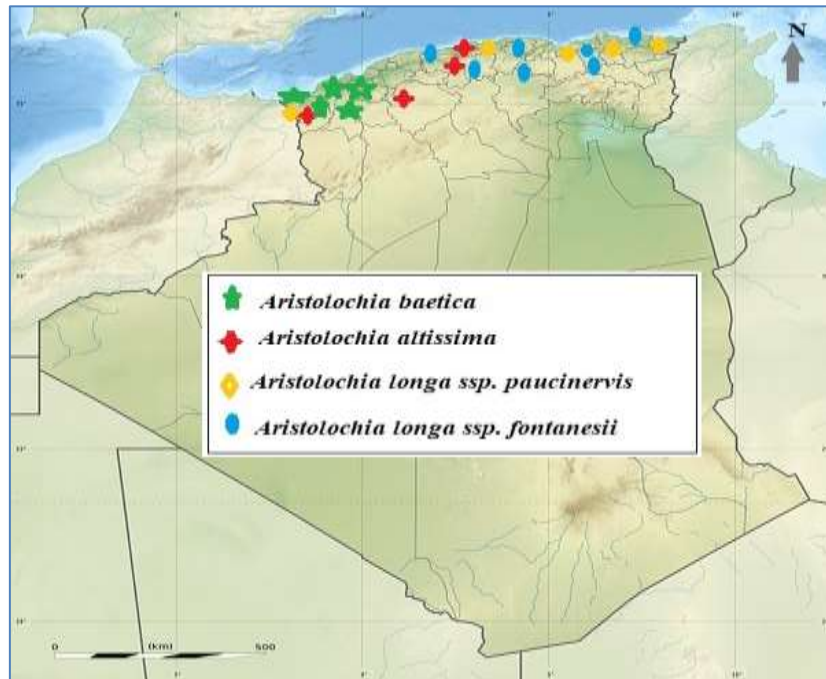 N
Aristolochia baetica
Aristolochia altissima
Aristolochia longa ssp. paucinervis
Aristolochia longa ssp. fontanesii
0 (km) 500